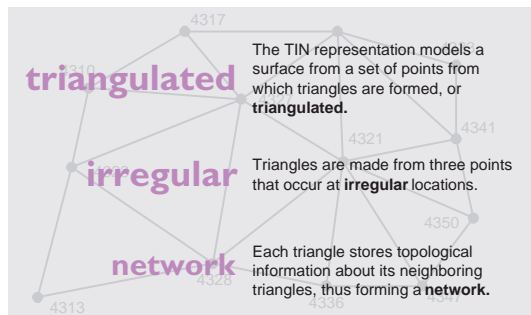 4317
triangulated
The TIN representation models a
surface from a set of points from
which triangles are formed, or
triangulated.
4310
4341
4321
irregular
Triangles are made from three points
that occur at irregular locations.
4350
network
Each triangle stores topological
information about its neighboring
triangles, thus forming a network.
4328
4313
4336
4347